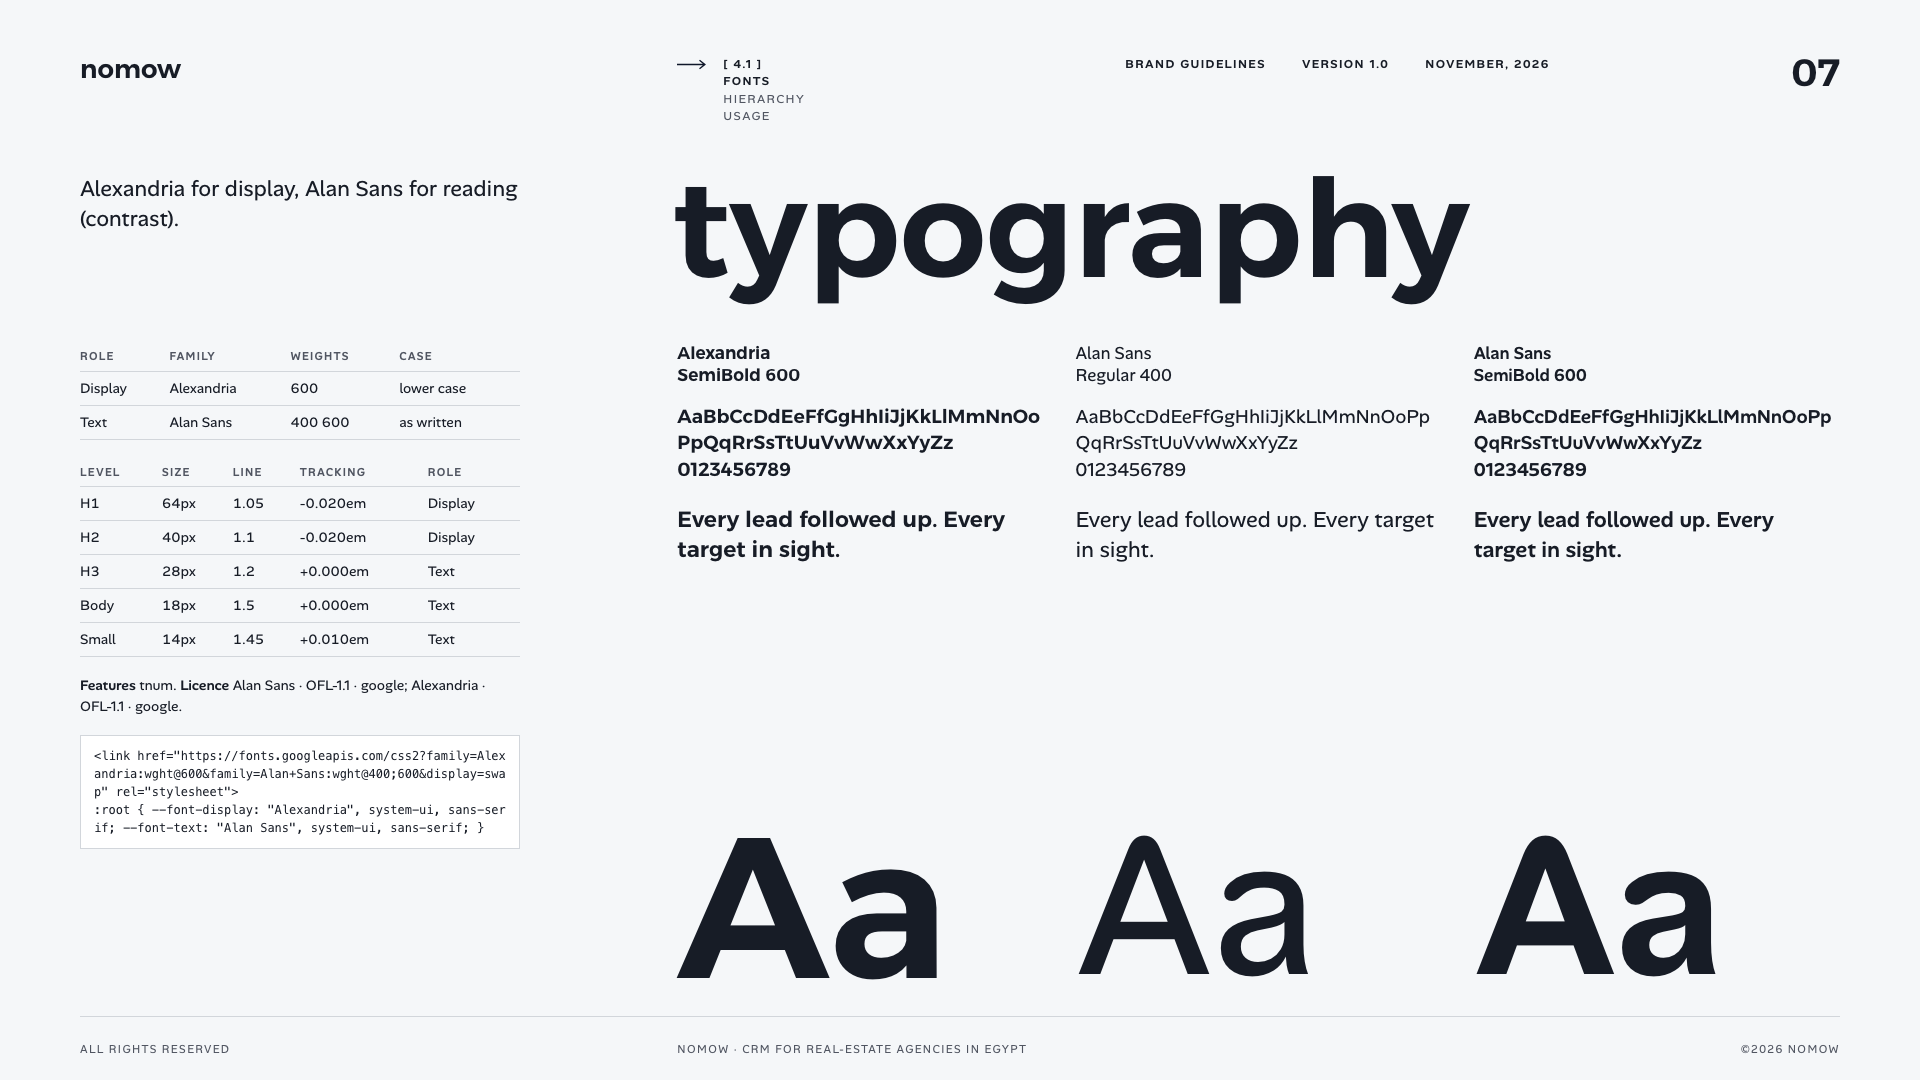 nomow
[ 4.1 ]
FONTS
HIERARCHY
USAGE
BRAND GUIDELINES VERSION 1.0 NOVEMBER, 2026
07
Alexandria for display, Alan Sans for reading
(contrast).
typography
ROLE FAMILY WEIGHTS CASE
Display Alexandria 600 lower case
Text Alan Sans 400 600 as written
LEVEL SIZE LINE TRACKING ROLE
H1 64px 1.05 -0.020em Display
H2 40px 1.1 -0.020em Display
H3 28px 1.2 +0.000em Text
Body 18px 1.5 +0.000em Text
Small 14px 1.45 +0.010em Text
Features tnum. Licence Alan Sans · OFL-1.1 · google; Alexandria ·
OFL-1.1 · google.
<link href="https://fonts.googleapis.com/css2?family=Alex
andria:wght@600&family=Alan+Sans:wght@400;600&display=swa
p" rel="stylesheet">
:root { --font-display: "Alexandria", system-ui, sans-ser
if; --font-text: "Alan Sans", system-ui, sans-serif; }
Alexandria
SemiBold 600
AaBbCcDdEeFfGgHhIiJjKkLlMmNnOo
PpQqRrSsTtUuVvWwXxYyZz
0123456789
Every lead followed up. Every
target in sight.
Aa
Alan Sans
Regular 400
AaBbCcDdEeFfGgHhIiJjKkLlMmNnOoPp
QqRrSsTtUuVvWwXxYyZz
0123456789
Every lead followed up. Every target
in sight.
Aa
Alan Sans
SemiBold 600
AaBbCcDdEeFfGgHhIiJjKkLlMmNnOoPp
QqRrSsTtUuVvWwXxYyZz
0123456789
Every lead followed up. Every
target in sight.
Aa
ALL RIGHTS RESERVED
NOMOW · CRM FOR REAL-ESTATE AGENCIES IN EGYPT
©2026 NOMOW